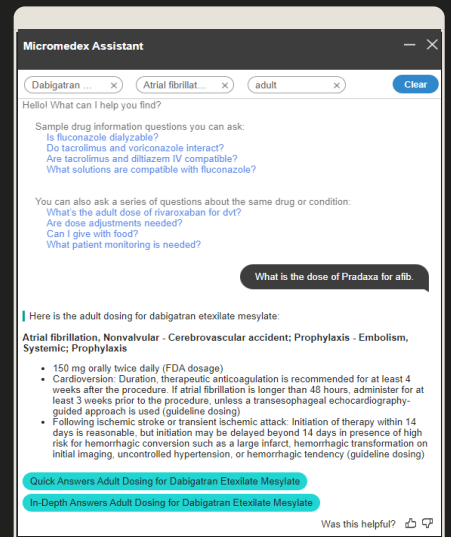 Micromedex Assistant
Dabigatran ... × Atrial fibrillat... × adult × Clear
Hello! What can I help you find?
Sample drug information questions you can ask:
Is fluconazole dialyzable?
Do tacrolimus and voriconazole interact?
Are tacrolimus and diltiazem IV compatible?
What solutions are compatible with fluconazole?
You can also ask a series of questions about the same drug or condition:
What's the adult dose of rivaroxaban for dvt?
Are dose adjustments needed?
Can I give with food?
What patient monitoring is needed?
What is the dose of Pradaxa for afib.
Here is the adult dosing for dabigatran etexilate mesylate:
Atrial fibrillation, Nonvalvular - Cerebrovascular accident; Prophylaxis - Embolism,
Systemic; Prophylaxis
• 150 mg orally twice daily (FDA dosage)
• Cardioversion: Duration, therapeutic anticoagulation is recommended for at least 4
weeks after the procedure. If atrial fibrillation is longer than 48 hours, administer for at
least 3 weeks prior to the procedure, unless a transesophageal echocardiography-
guided approach is used (guideline dosing)
• Following ischemic stroke or transient ischemic attack: Initiation of therapy within 14
days is reasonable, but initiation may be delayed beyond 14 days in presence of high
risk for hemorrhagic conversion such as a large infarct, hemorrhagic transformation on
initial imaging, uncontrolled hypertension, or hemorrhagic tendency (guideline dosing)
Quick Answers Adult Dosing for Dabigatran Etexilate Mesylate
In-Depth Answers Adult Dosing for Dabigatran Etexilate Mesylate
Was this helpful?